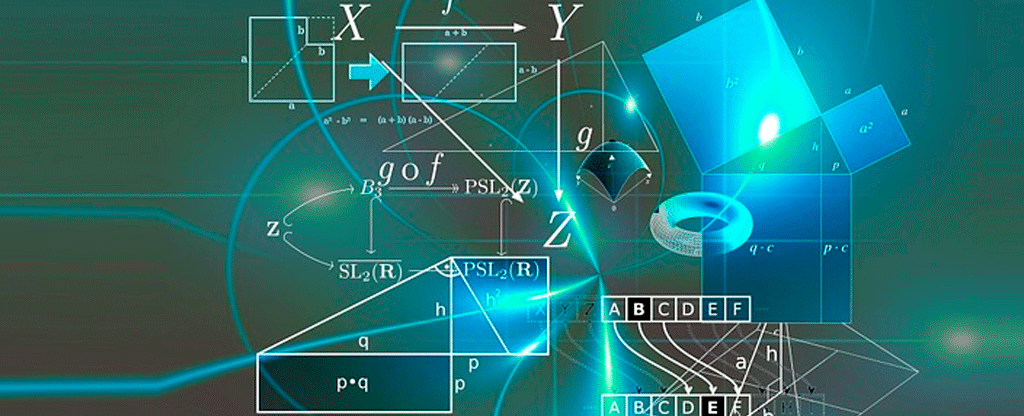 X f Y
b
b
a
a
a + b
a - b
a² - b² = (a + b) (a - b)
g
g o f
Z
B₃ PSL₂(Z)
z
SL₂(R) PSL₂(R)
h
h²
q
p
p•q
p
b
b
b²
a
a
a²
h
q
p
q · c
p · c
X Y Z A B C D E F
a
h
A B C D E F
b